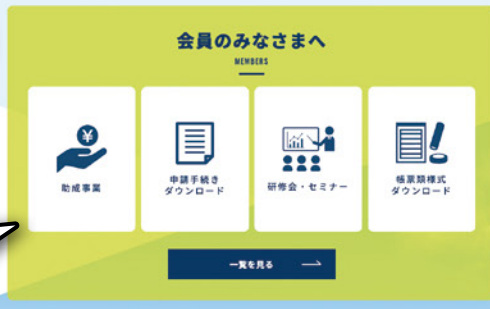 会員のみなさまへ
MEMBERS
¥
助成事業
申請手続き
ダウンロード
研修会・セミナー
帳票類様式
ダウンロード
一覧を見る